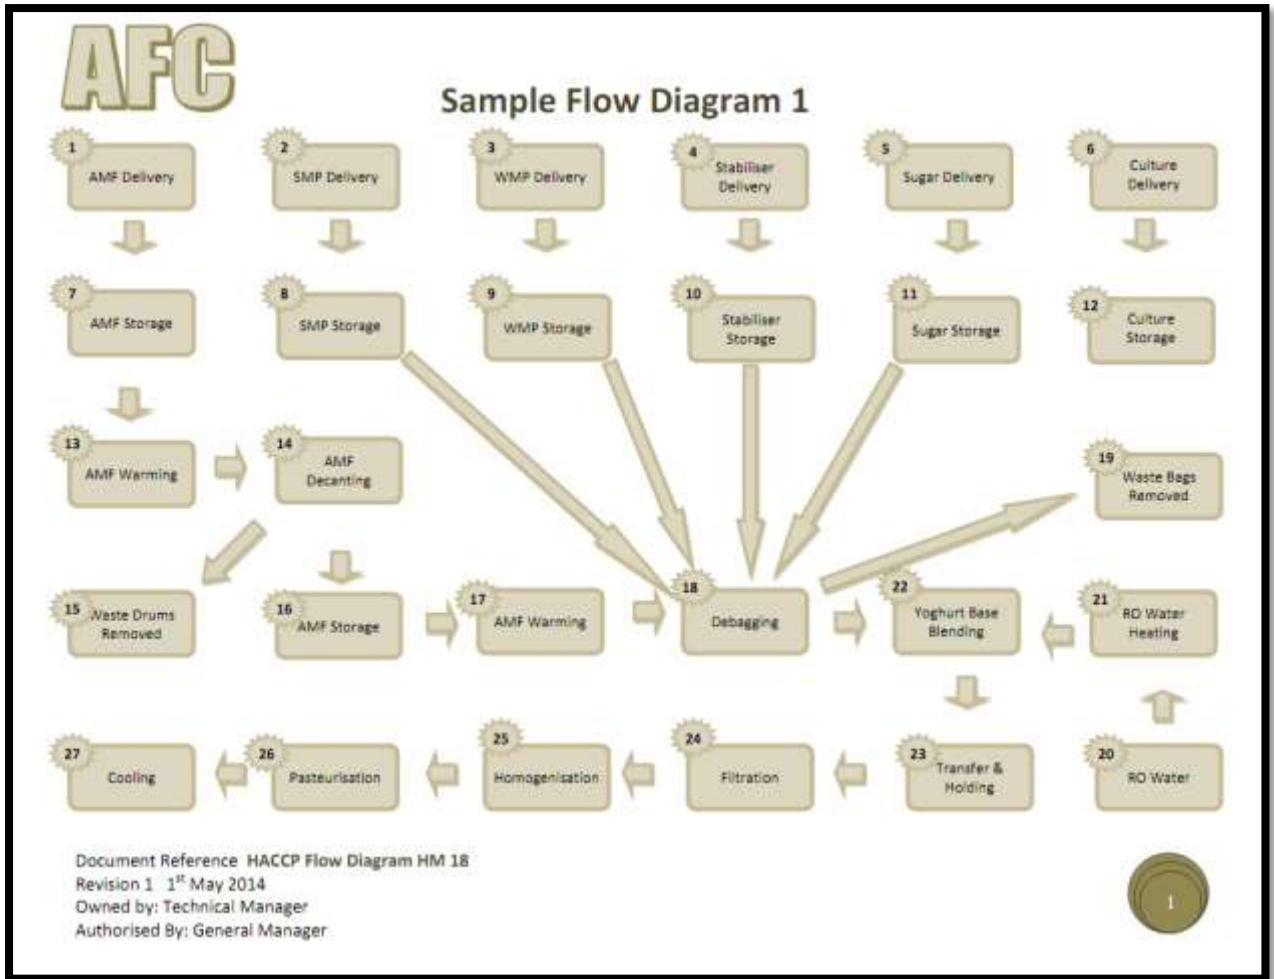 AFC
Sample Flow Diagram 1
1
AMF Delivery
2
SMP Delivery
3
WMP Delivery
4
Stabiliser
Delivery
5
Sugar Delivery
6
Culture
Delivery
7
AMF Storage
8
SMP Storage
9
WMP Storage
10
Stabiliser
Storage
11
Sugar Storage
12
Culture
Storage
13
AMF Warming
14
AMF
Decanting
19
Waste Bags
Removed
15
Waste Drums
Removed
16
AMF Storage
17
AMF Warming
18
Debagging
22
Yoghurt Base
Blending
21
RO Water
Heating
27
Cooling
26
Pasteurisation
25
Homogenisation
24
Filtration
23
Transfer &
Holding
20
RO Water
Document Reference HACCP Flow Diagram HM 18
Revision 1 1st May 2014
Owned by: Technical Manager
Authorised By: General Manager
1